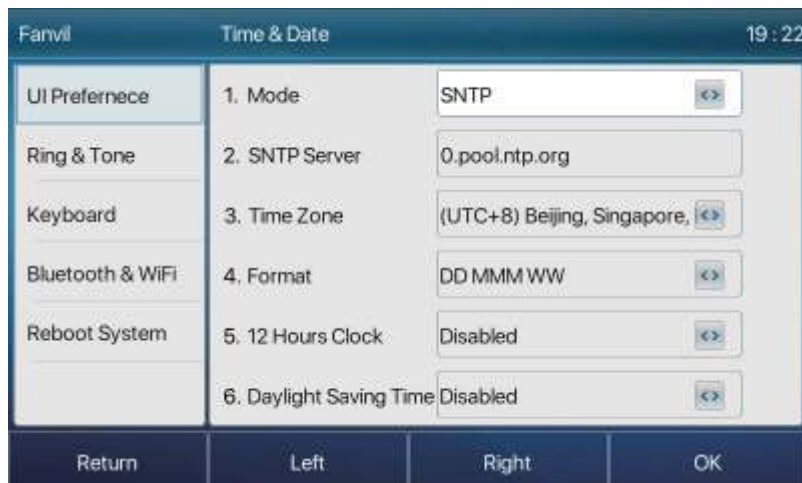 Fanvil Time & Date 19 : 22
UI Prefernece
Ring & Tone
Keyboard
Bluetooth & WiFi
Reboot System
1. Mode SNTP
2. SNTP Server 0.pool.ntp.org
3. Time Zone (UTC+8) Beijing, Singapore,
4. Format DD MMM WW
5. 12 Hours Clock Disabled
6. Daylight Saving Time Disabled
Return Left Right OK